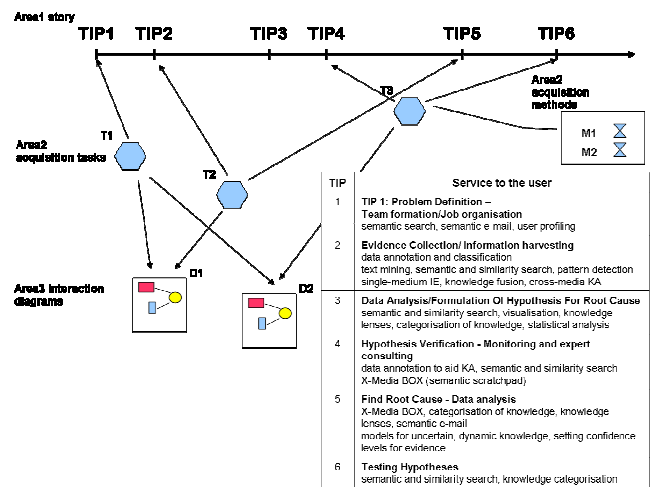 Area1 story
TIP1 TIP2 TIP3 TIP4 TIP5 TIP6
T3
Area2
acquisition
methods
T1
M1
M2
Area2
acquisition tasks
T2
TIP Service to the user
1 TIP 1: Problem Definition –
Team formation/Job organisation
semantic search, semantic e mail, user profiling
2 Evidence Collection/ Information harvesting
data annotation and classification
text mining, semantic and similarity search, pattern detection
single-medium IE, knowledge fusion, cross-media KA
D1
Area3 interaction
diagrams
D2
3 Data Analysis/Formulation Of Hypothesis For Root Cause
semantic and similarity search, visualisation, knowledge
lenses, categorisation of knowledge, statistical analysis
4 Hypothesis Verification - Monitoring and expert
consulting
data annotation to aid KA, semantic and similarity search
X-Media BOX (semantic scratchpad)
5 Find Root Cause - Data analysis
X-Media BOX, categorisation of knowledge, knowledge
lenses, semantic e-mail
models for uncertain, dynamic knowledge, setting confidence
levels for evidence
6 Testing Hypotheses
semantic and similarity search, knowledge categorisation